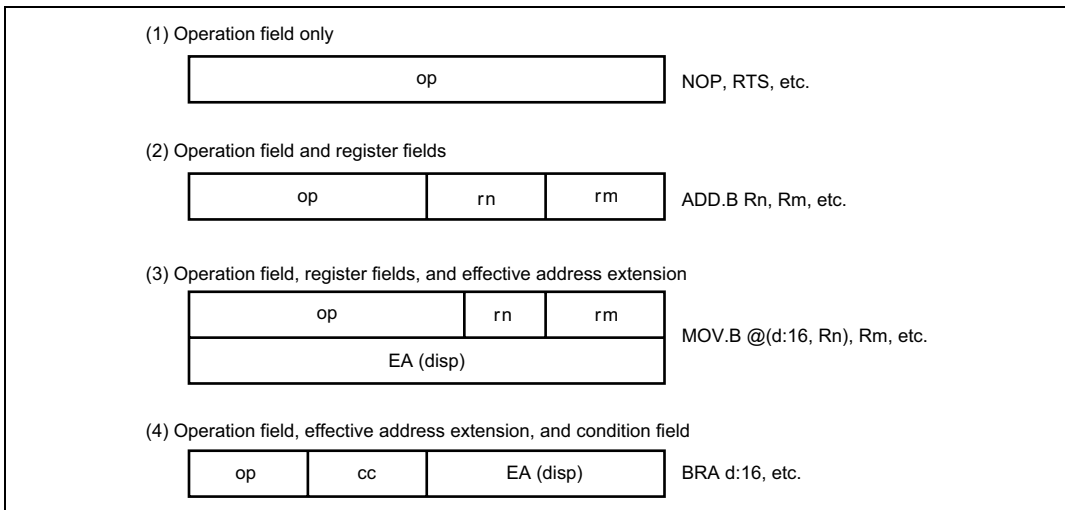 (1) Operation field only
op NOP, RTS, etc.
(2) Operation field and register fields
op rn rm ADD.B Rn, Rm, etc.
(3) Operation field, register fields, and effective address extension
op rn rm
MOV.B @(d:16, Rn), Rm, etc.
EA (disp)
(4) Operation field, effective address extension, and condition field
op cc EA (disp) BRA d:16, etc.